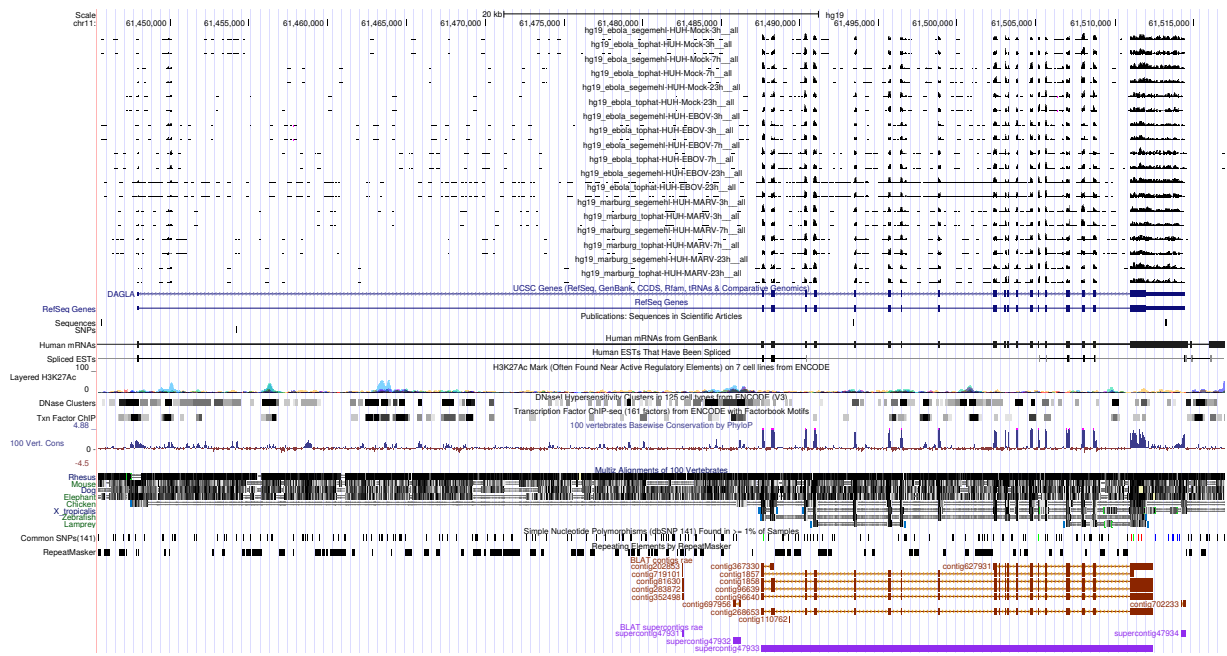 Scale 20 kb hg19
chr11: 61,450,000 61,455,000 61,460,000 61,465,000 61,470,000 61,475,000 61,480,000 61,485,000 61,490,000 61,495,000 61,500,000 61,505,000 61,510,000 61,515,000
hg19_ebola_segemehl-HUH-Mock-3h__all
hg19_ebola_tophat-HUH-Mock-3h__all
hg19_ebola_segemehl-HUH-Mock-7h__all
hg19_ebola_tophat-HUH-Mock-7h__all
hg19_ebola_segemehl-HUH-Mock-23h__all
hg19_ebola_tophat-HUH-Mock-23h__all
hg19_ebola_segemehl-HUH-EBOV-3h__all
hg19_ebola_tophat-HUH-EBOV-3h__all
hg19_ebola_segemehl-HUH-EBOV-7h__all
hg19_ebola_tophat-HUH-EBOV-7h__all
hg19_ebola_segemehl-HUH-EBOV-23h__all
hg19_ebola_tophat-HUH-EBOV-23h__all
hg19_marburg_segemehl-HUH-MARV-3h__all
hg19_marburg_tophat-HUH-MARV-3h__all
hg19_marburg_segemehl-HUH-MARV-7h__all
hg19_marburg_tophat-HUH-MARV-7h__all
hg19_marburg_segemehl-HUH-MARV-23h__all
hg19_marburg_tophat-HUH-MARV-23h__all
UCSC Genes (RefSeq, GenBank, CCDS, Rfam, tRNAs & Comparative Genomics)
DAGLA
RefSeq Genes
RefSeq Genes
Publications: Sequences in Scientific Articles
Sequences
SNPs
Human mRNAs from GenBank
Human mRNAs
Human ESTs That Have Been Spliced
Spliced ESTs
H3K27Ac Mark (Often Found Near Active Regulatory Elements) on 7 cell lines from ENCODE
100
Layered H3K27Ac
0
DNaseI Hypersensitivity Clusters in 125 cell types from ENCODE (V3)
DNase Clusters
Transcription Factor ChIP-seq (161 factors) from ENCODE with Factorbook Motifs
Txn Factor ChIP
100 vertebrates Basewise Conservation by PhyloP
4.88
100 Vert. Cons
0
-4.5
Multiz Alignments of 100 Vertebrates
Rhesus
Mouse
Dog
Elephant
Chicken
X_tropicalis
Zebrafish
Lamprey
Simple Nucleotide Polymorphisms (dbSNP 141) Found in >= 1% of Samples
Common SNPs(141)
Repeating Elements by RepeatMasker
RepeatMasker
BLAT contigs rae
contig202853 contig367330 contig627931
contig719101 contig1857
contig81630 contig1858
contig283872 contig96639
contig352498 contig96640
contig697956 contig702233
contig268653
contig110762
BLAT supercontigs rae
supercontig47931 supercontig47934
supercontig47932
supercontig47933